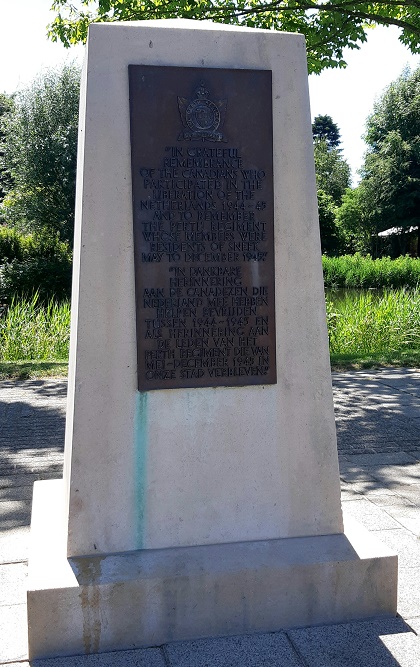 "IN GRATEFUL
REMEMBRANCE
OF THE CANADIANS WHO
PARTICIPATED IN THE
LIBERATION OF THE
NETHERLANDS 1944-45
AND TO REMEMBER
THE PERTH REGIMENT
WHOSE MEMBERS WERE
RESIDENTS OF SNEEK
MAY TO DECEMBER 1945."
"IN DANKBARE
HERINNERING
AAN DE CANADEZEN DIE
NEDERLAND MEE HEBBEN
BEVRIJDEN
TUSSEN 1944-1945 EN
ALS HERINNERING AAN
DE LEDEN VAN HET
PERTH REGIMENT DIE VAN
MEI-DECEMBER 1945 IN
ONZE STAD VERBLEVEN"